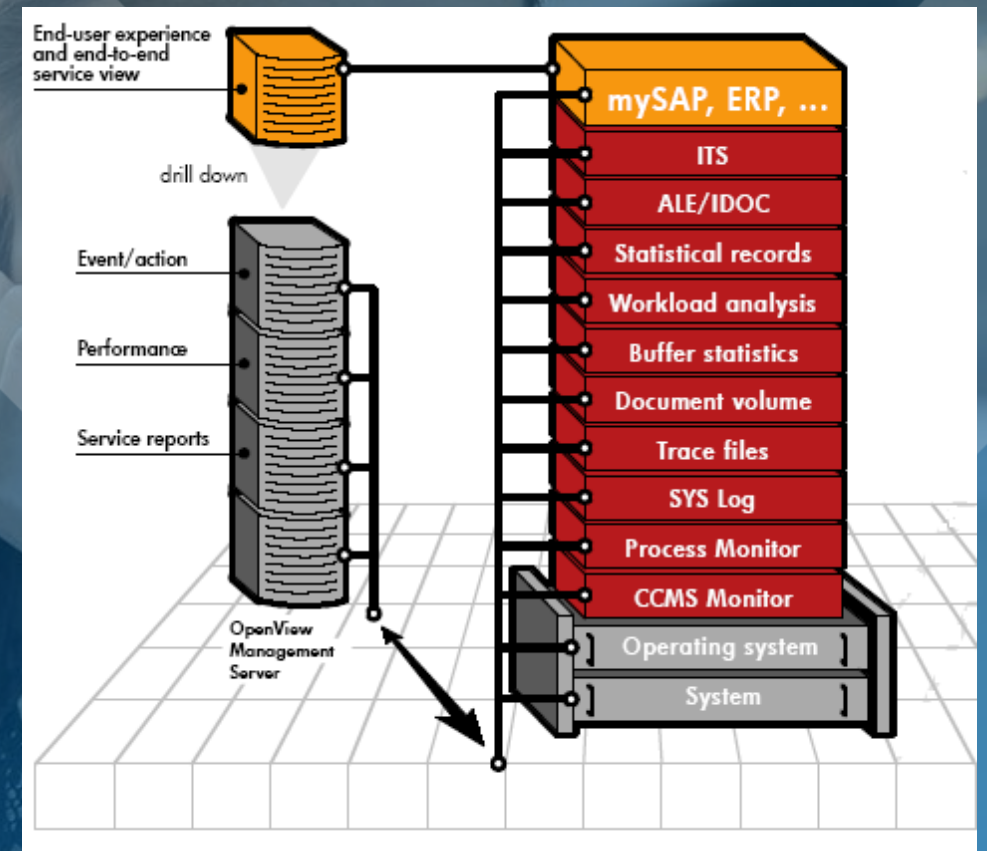 End-user experience
and end-to-end
service view
drill down
Event/action
Performance
Service reports
OpenView
Management
Server
mySAP, ERP, ...
ITS
ALE/IDOC
Statistical records
Workload analysis
Buffer statistics
Document volume
Trace files
SYS Log
Process Monitor
CCMS Monitor
Operating system
System